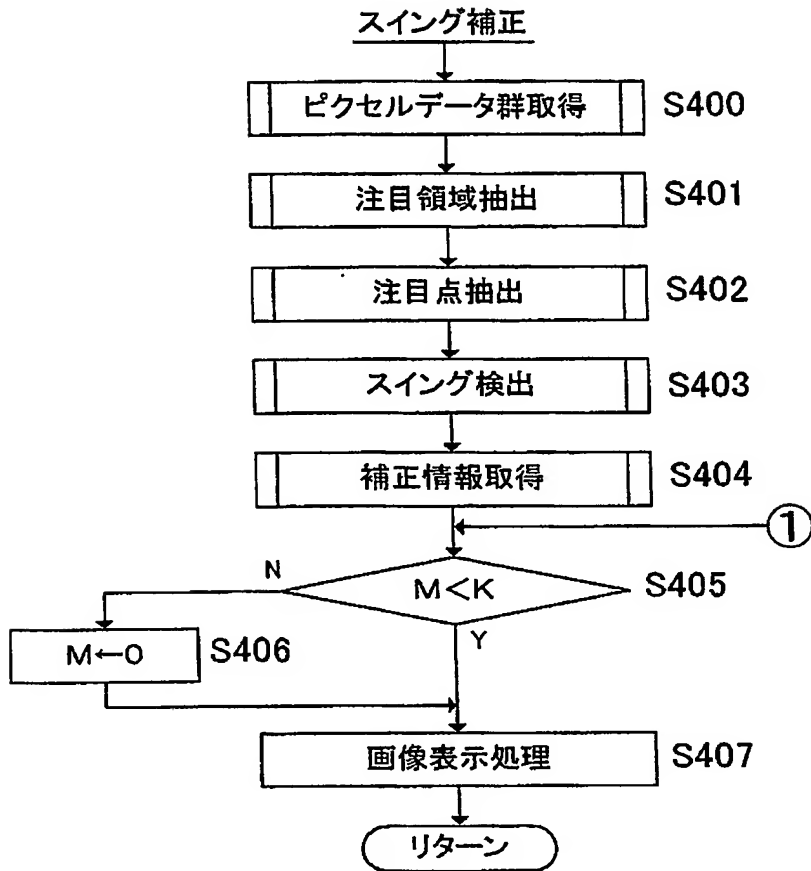 スイング補正
ピクセルデータ群取得 S400
注目領域抽出 S401
注目点抽出 S402
スイング検出 S403
補正情報取得 S404
①
N M<K S405
M←0 S406 Y
画像表示処理 S407
リターン